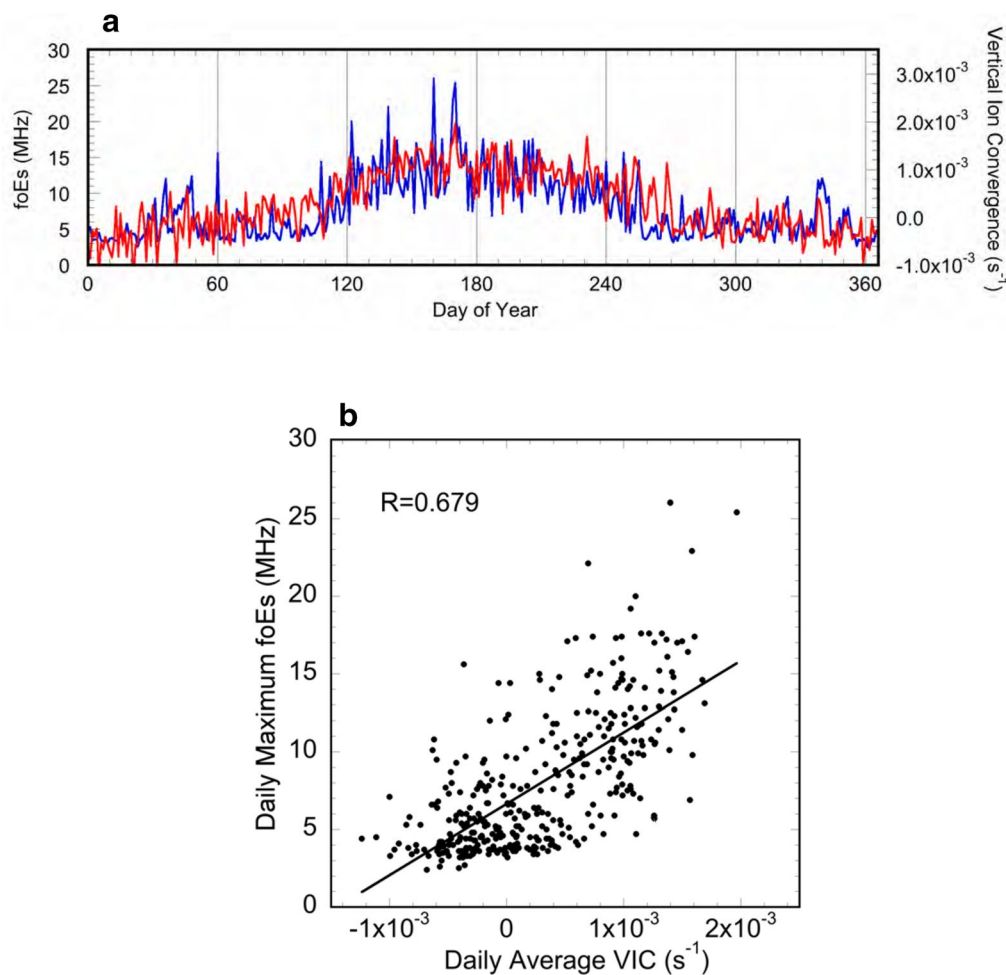 a
foEs (MHz)
30
25
20
15
10
5
0
0 60 120 180 240 300 360
Day of Year
3.0x10⁻³
2.0x10⁻³
1.0x10⁻³
0.0
-1.0x10⁻³
Vertical Ion Convergence (s⁻¹)
b
R=0.679
Daily Maximum foEs (MHz)
30
25
20
15
10
5
0
-1x10⁻³ 0 1x10⁻³ 2x10⁻³
Daily Average VIC (s⁻¹)